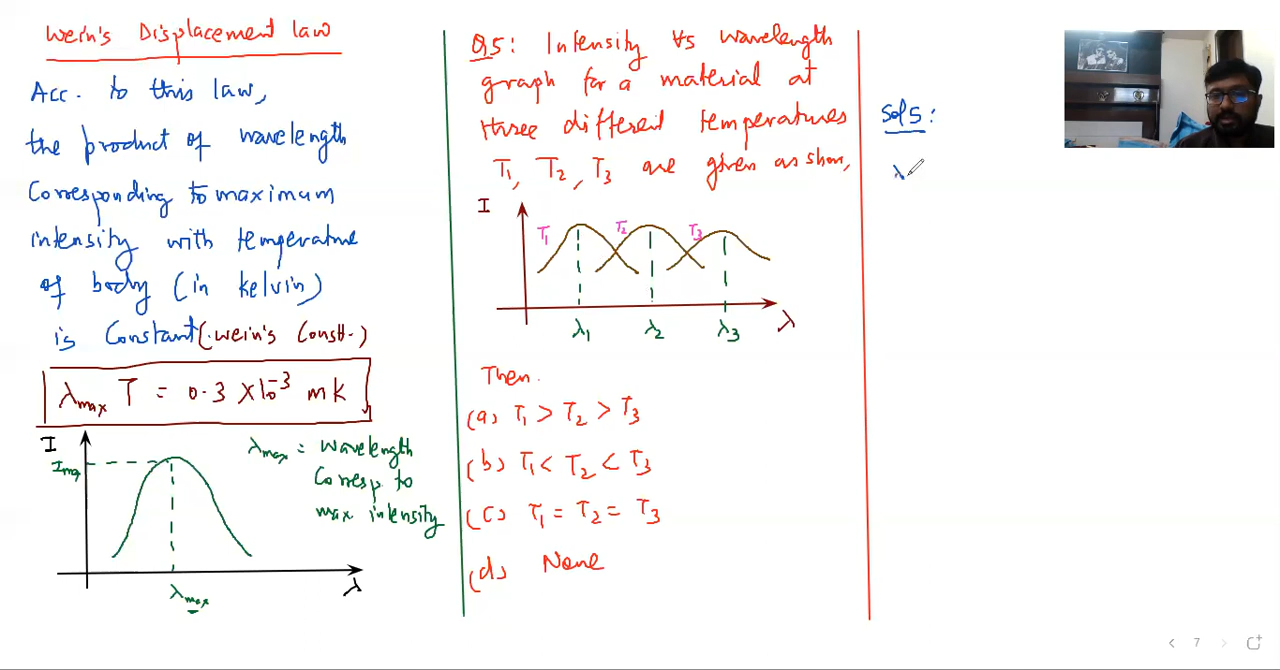 Wein's Displacement law
Acc. to this law,
the product of wavelength
Corresponding to maximum
intensity with temperature
of body (in kelvin)
is Constant (wein's Const.)
λmax T = 0.3 X 10⁻³ mk
I
Imax
λmax = wavelength
Corresp to
max intensity
λmax
λ
Q5: Intensity vs wavelength
graph for a material at
three different temperatures
T₁, T₂, T₃ are given as shown,
I
T₁ T₂ T₃
λ₁ λ₂ λ₃ λ
Then.
(a) T₁ > T₂ > T₃
(b) T₁ < T₂ < T₃
(c) T₁ = T₂ = T₃
(d) None
Sol 5:
λ
< 7 >